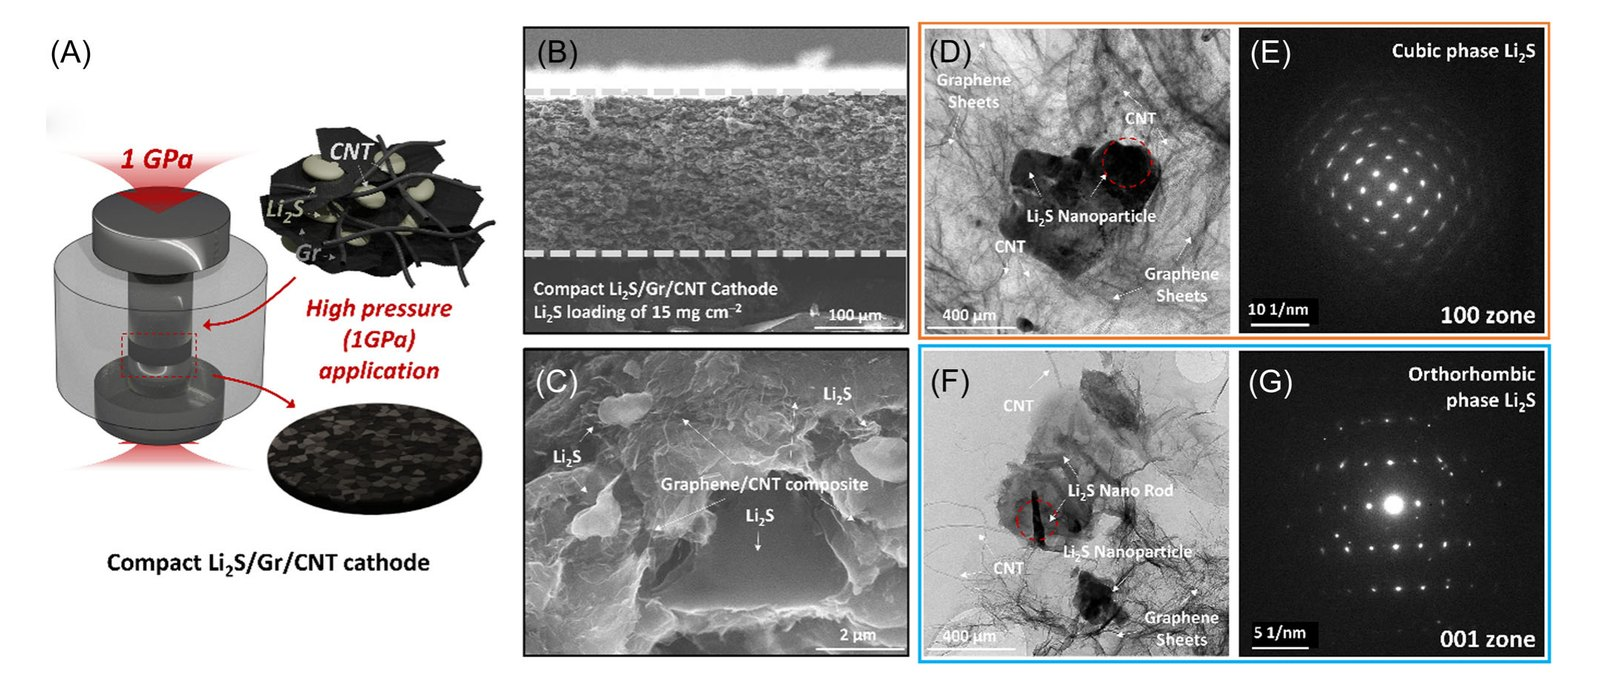 (A)
1 GPa
CNT
Li₂S
Gr
High pressure
(1GPa)
application
Compact Li₂S/Gr/CNT cathode
(B)
Compact Li₂S/Gr/CNT Cathode
Li₂S loading of 15 mg cm⁻²
100 µm
(C)
Li₂S
Li₂S
Graphene/CNT composite
Li₂S
2 µm
(D)
Graphene
Sheets
CNT
Li₂S Nanoparticle
CNT
Graphene
Sheets
400 µm
(E)
Cubic phase Li₂S
10 1/nm
100 zone
(F)
CNT
Li₂S Nano Rod
Li₂S Nanoparticle
CNT
Graphene
Sheets
400 µm
(G)
Orthorhombic
phase Li₂S
5 1/nm
001 zone